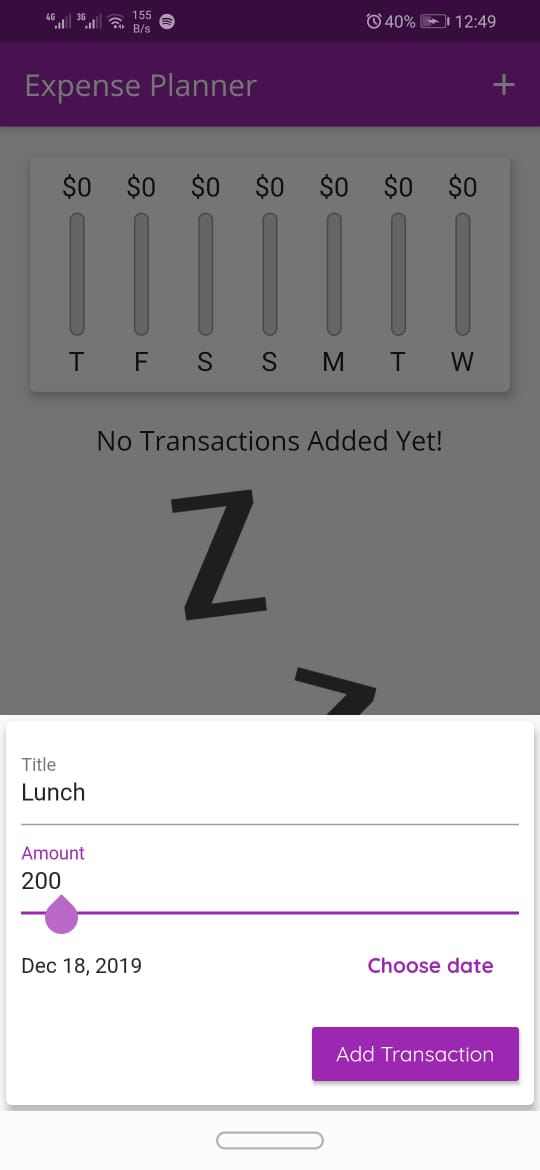 4G 3G 155 B/s 40% 12:49
Expense Planner +
$0 $0 $0 $0 $0 $0 $0
T F S S M T W
No Transactions Added Yet!
Z
Z
Title
Lunch
Amount
200
Dec 18, 2019 Choose date
Add Transaction